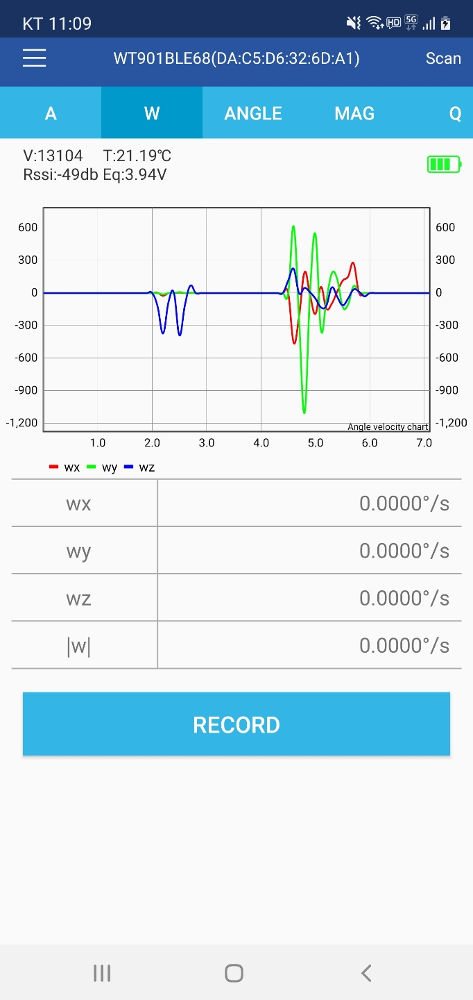 KT 11:09 HD 5G
WT901BLE68(DA:C5:D6:32:6D:A1) Scan
A W ANGLE MAG Q
V:13104 T:21.19℃
Rssi:-49db Eq:3.94V
600 600
300 300
0 0
-300 -300
-600 -600
-900 -900
-1,200 -1,200
Angle velocity chart
1.0 2.0 3.0 4.0 5.0 6.0 7.0
wx wy wz
wx 0.0000°/s
wy 0.0000°/s
wz 0.0000°/s
|w| 0.0000°/s
RECORD